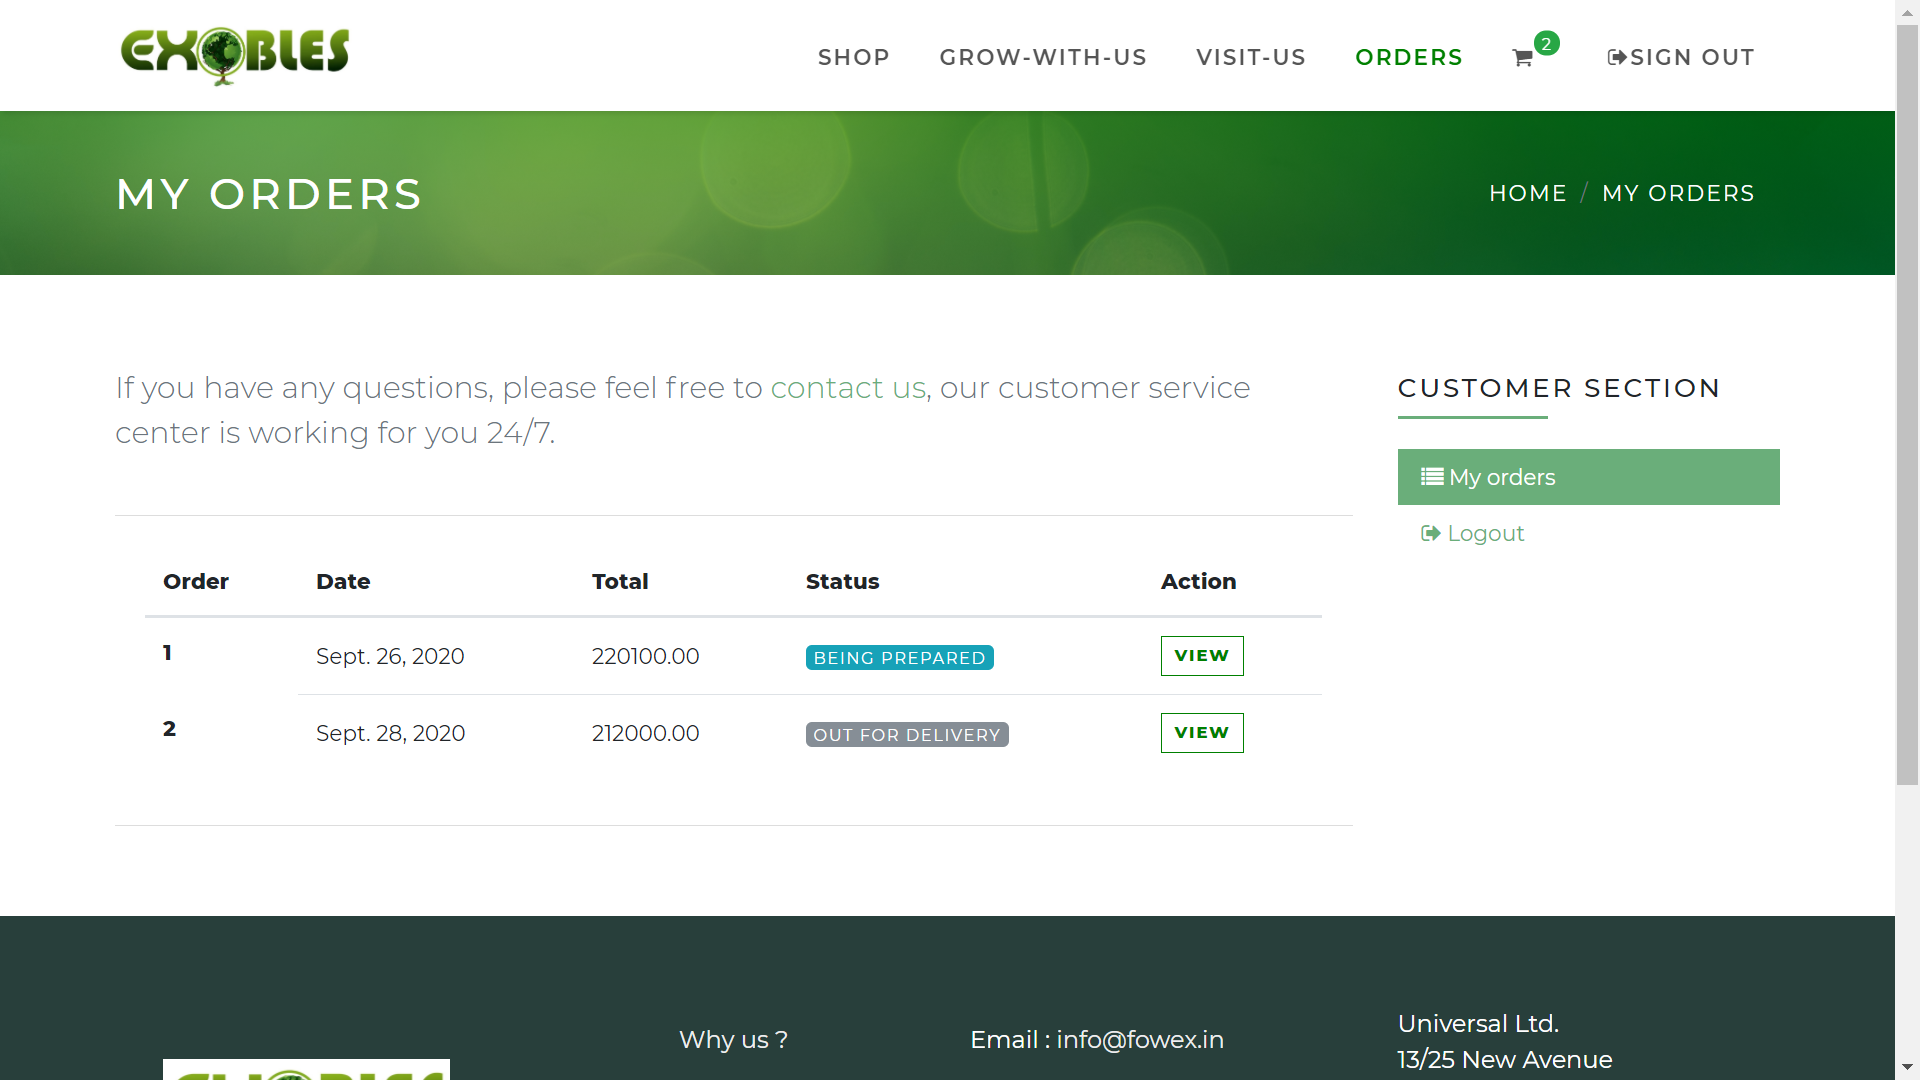 EXOBLES
SHOP GROW-WITH-US VISIT-US ORDERS 2 SIGN OUT
MY ORDERS
HOME / MY ORDERS
If you have any questions, please feel free to contact us, our customer service
center is working for you 24/7.
CUSTOMER SECTION
My orders
Logout
Order Date Total Status Action
1 Sept. 26, 2020 220100.00 BEING PREPARED VIEW
2 Sept. 28, 2020 212000.00 OUT FOR DELIVERY VIEW
Why us ?
Email : info@fowex.in
Universal Ltd.
13/25 New Avenue